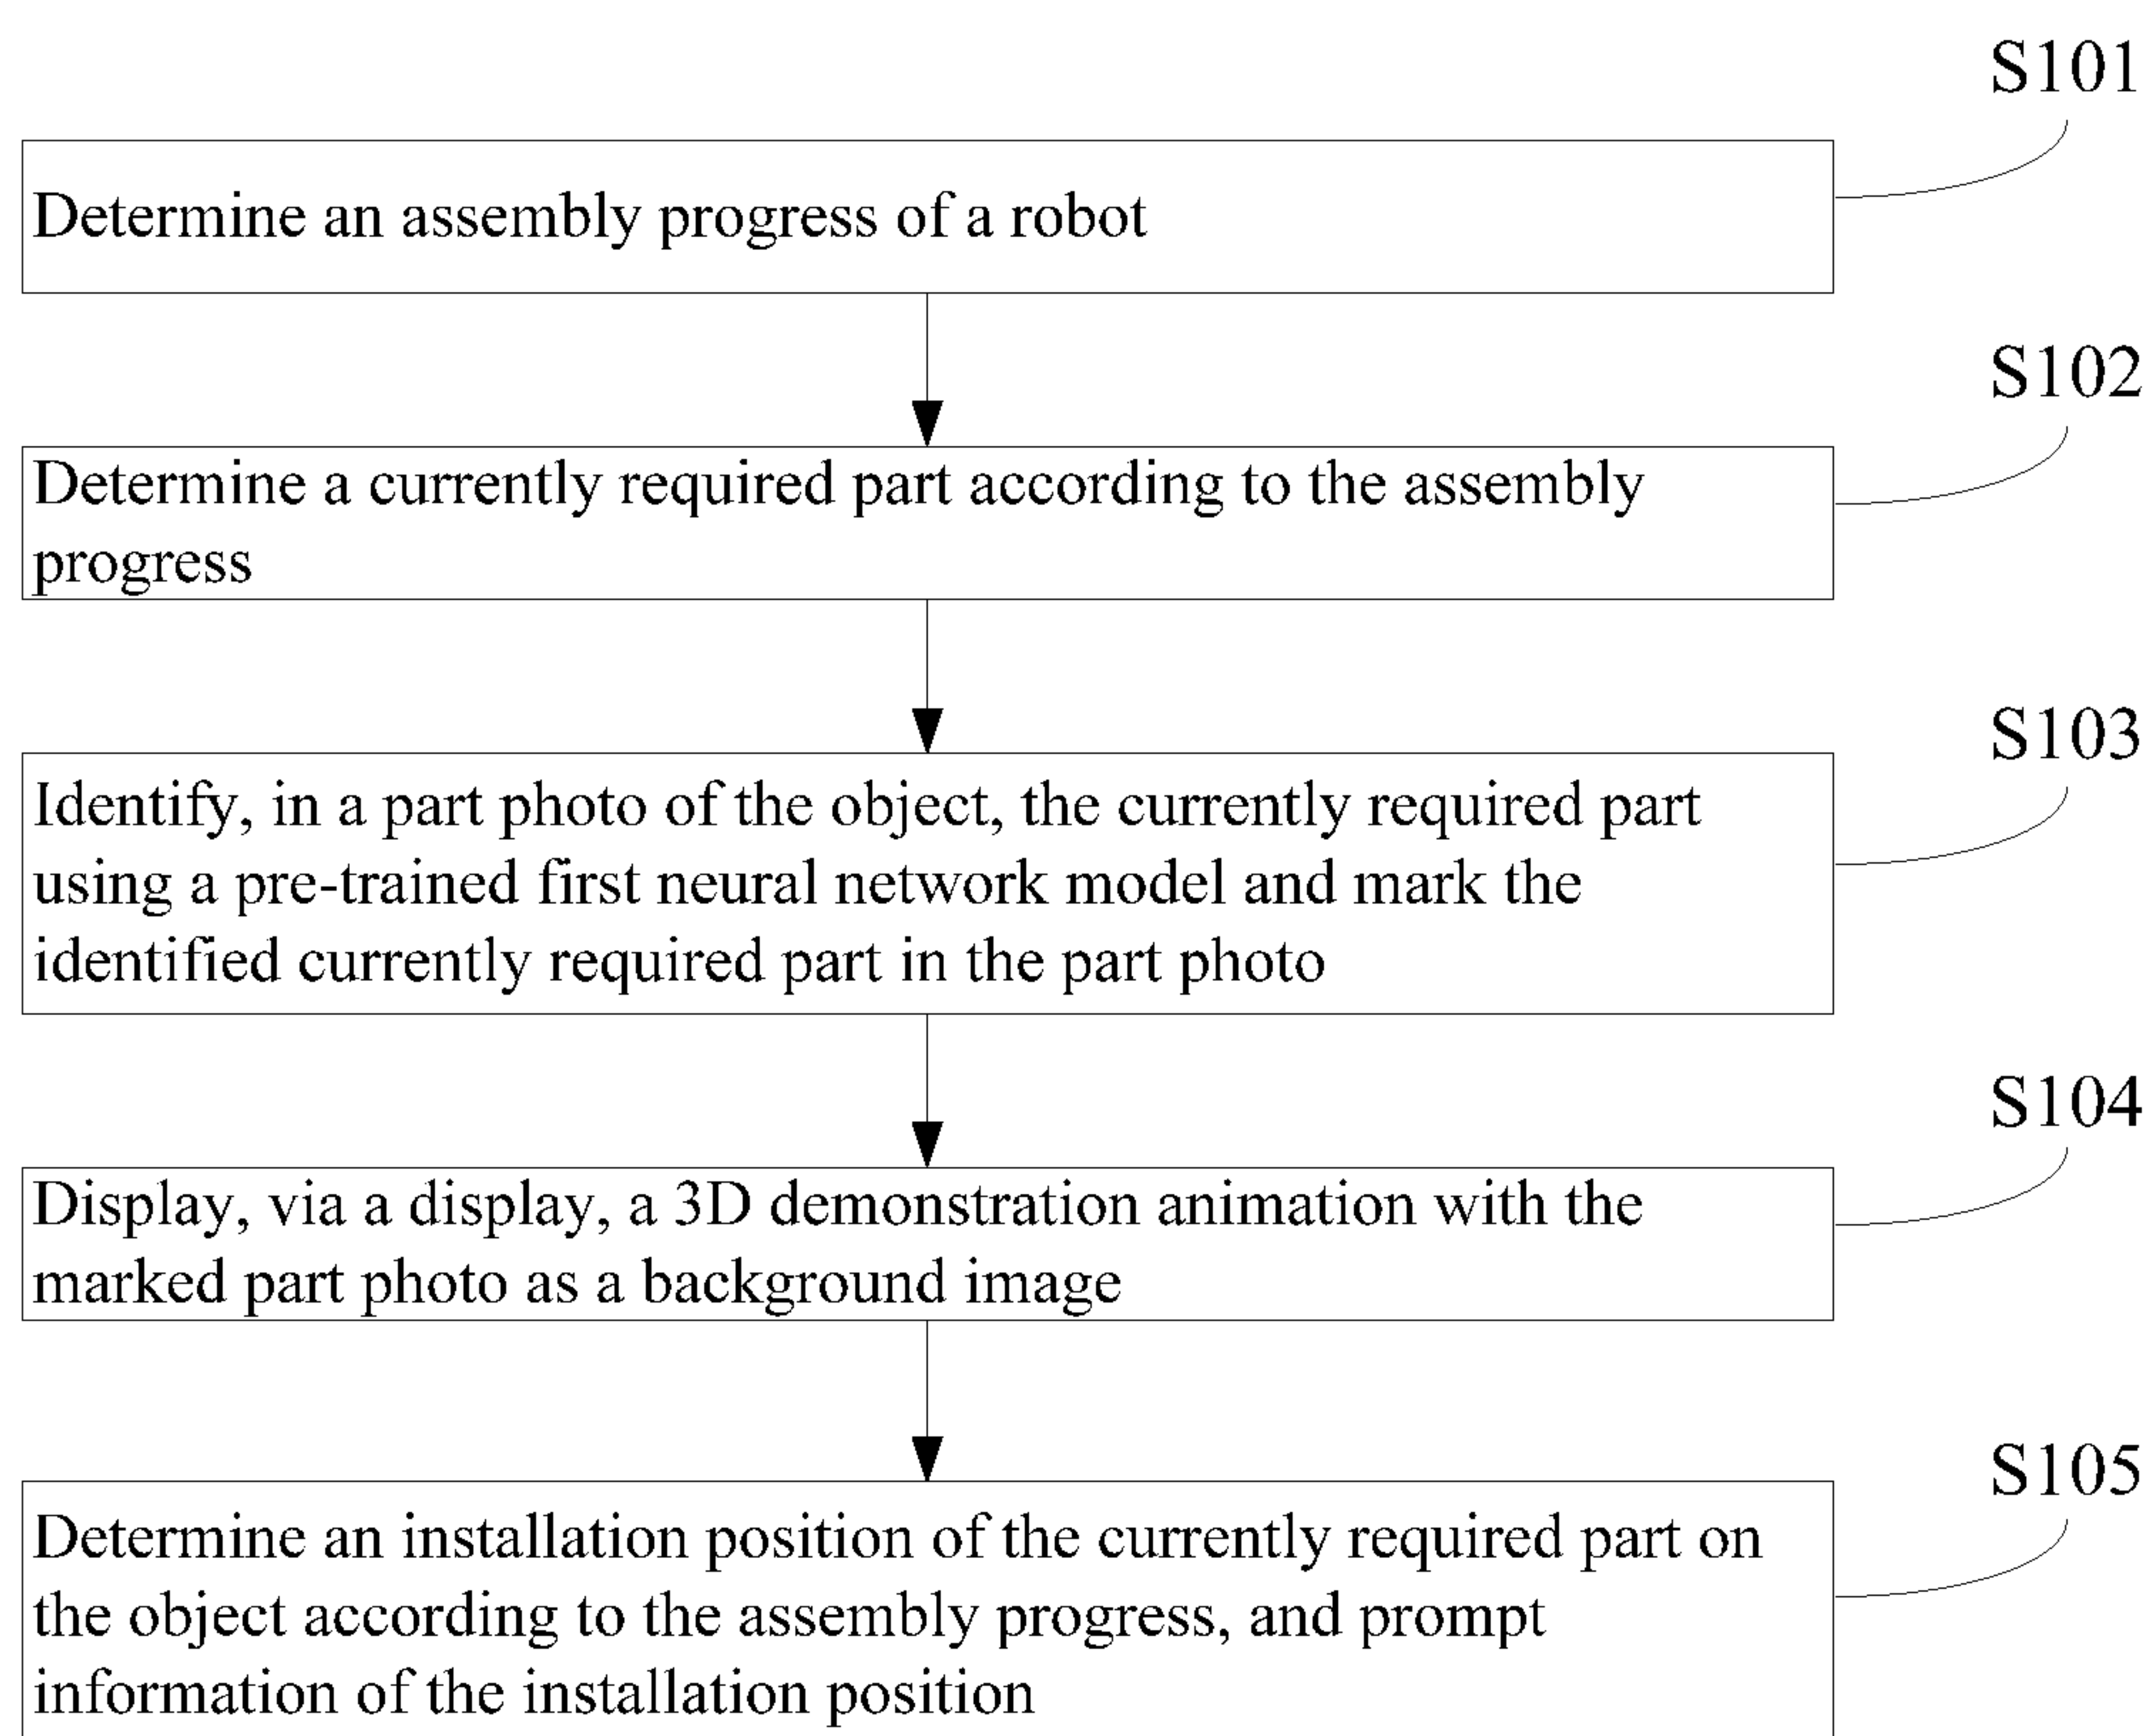 S101
Determine an assembly progress of a robot
S102
Determine a currently required part according to the assembly
progress
S103
Identify, in a part photo of the object, the currently required part
using a pre-trained first neural network model and mark the
identified currently required part in the part photo
S104
Display, via a display, a 3D demonstration animation with the
marked part photo as a background image
S105
Determine an installation position of the currently required part on
the object according to the assembly progress, and prompt
information of the installation position